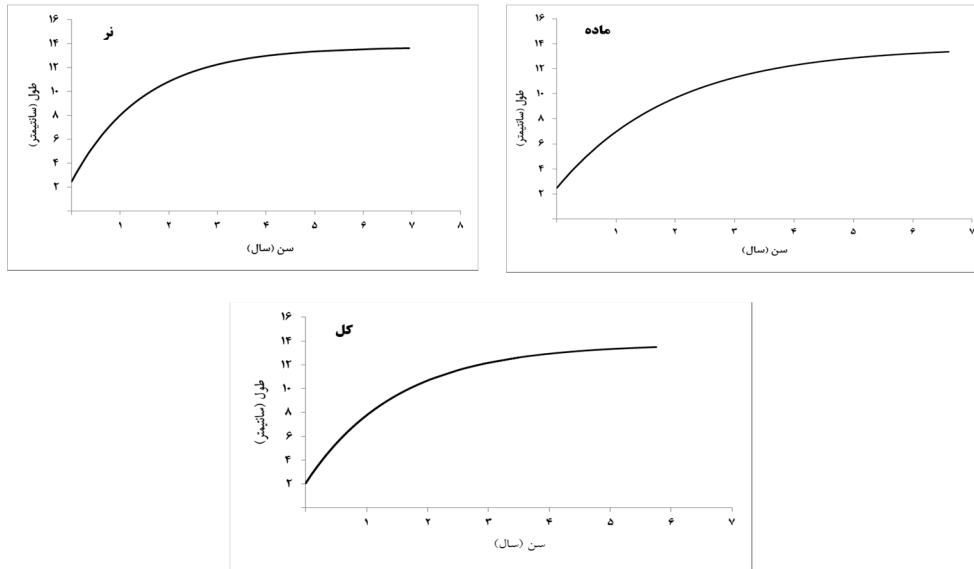 نر
۱۶
۱۴
۱۲
۱۰
۸
۶
۴
۲
طول (سانتیمتر)
۱ ۲ ۳ ۴ ۵ ۶ ۷ ۸
سن (سال)
ماده
۱۶
۱۴
۱۲
۱۰
۸
۶
۴
۲
طول (سانتیمتر)
۱ ۲ ۳ ۴ ۵ ۶ ۷
سن (سال)
کل
۱۶
۱۴
۱۲
۱۰
۸
۶
۴
۲
طول (سانتیمتر)
۱ ۲ ۳ ۴ ۵ ۶ ۷
سن (سال)